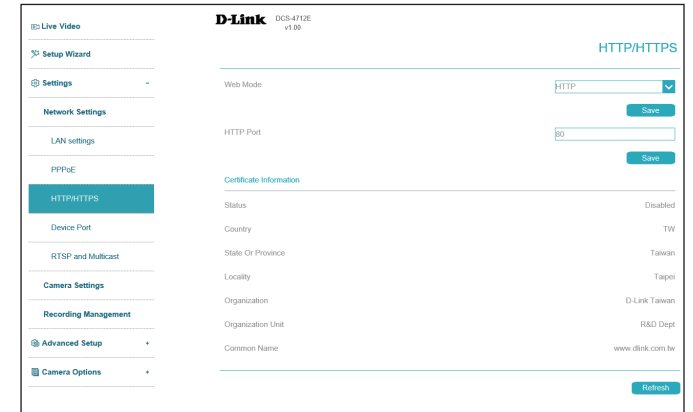 Live Video
Setup Wizard
Settings -
Network Settings
LAN settings
PPPoE
HTTP/HTTPS
Device Port
RTSP and Multicast
Camera Settings
Recording Management
Advanced Setup +
Camera Options +
D-Link DCS-4712E
v1.00
HTTP/HTTPS
Web Mode HTTP
Save
HTTP Port 80
Save
Certificate Information
Status Disabled
Country TW
State Or Province Taiwan
Locality Taipei
Organization D-Link Taiwan
Organization Unit R&D Dept
Common Name www.dlink.com.tw
Refresh